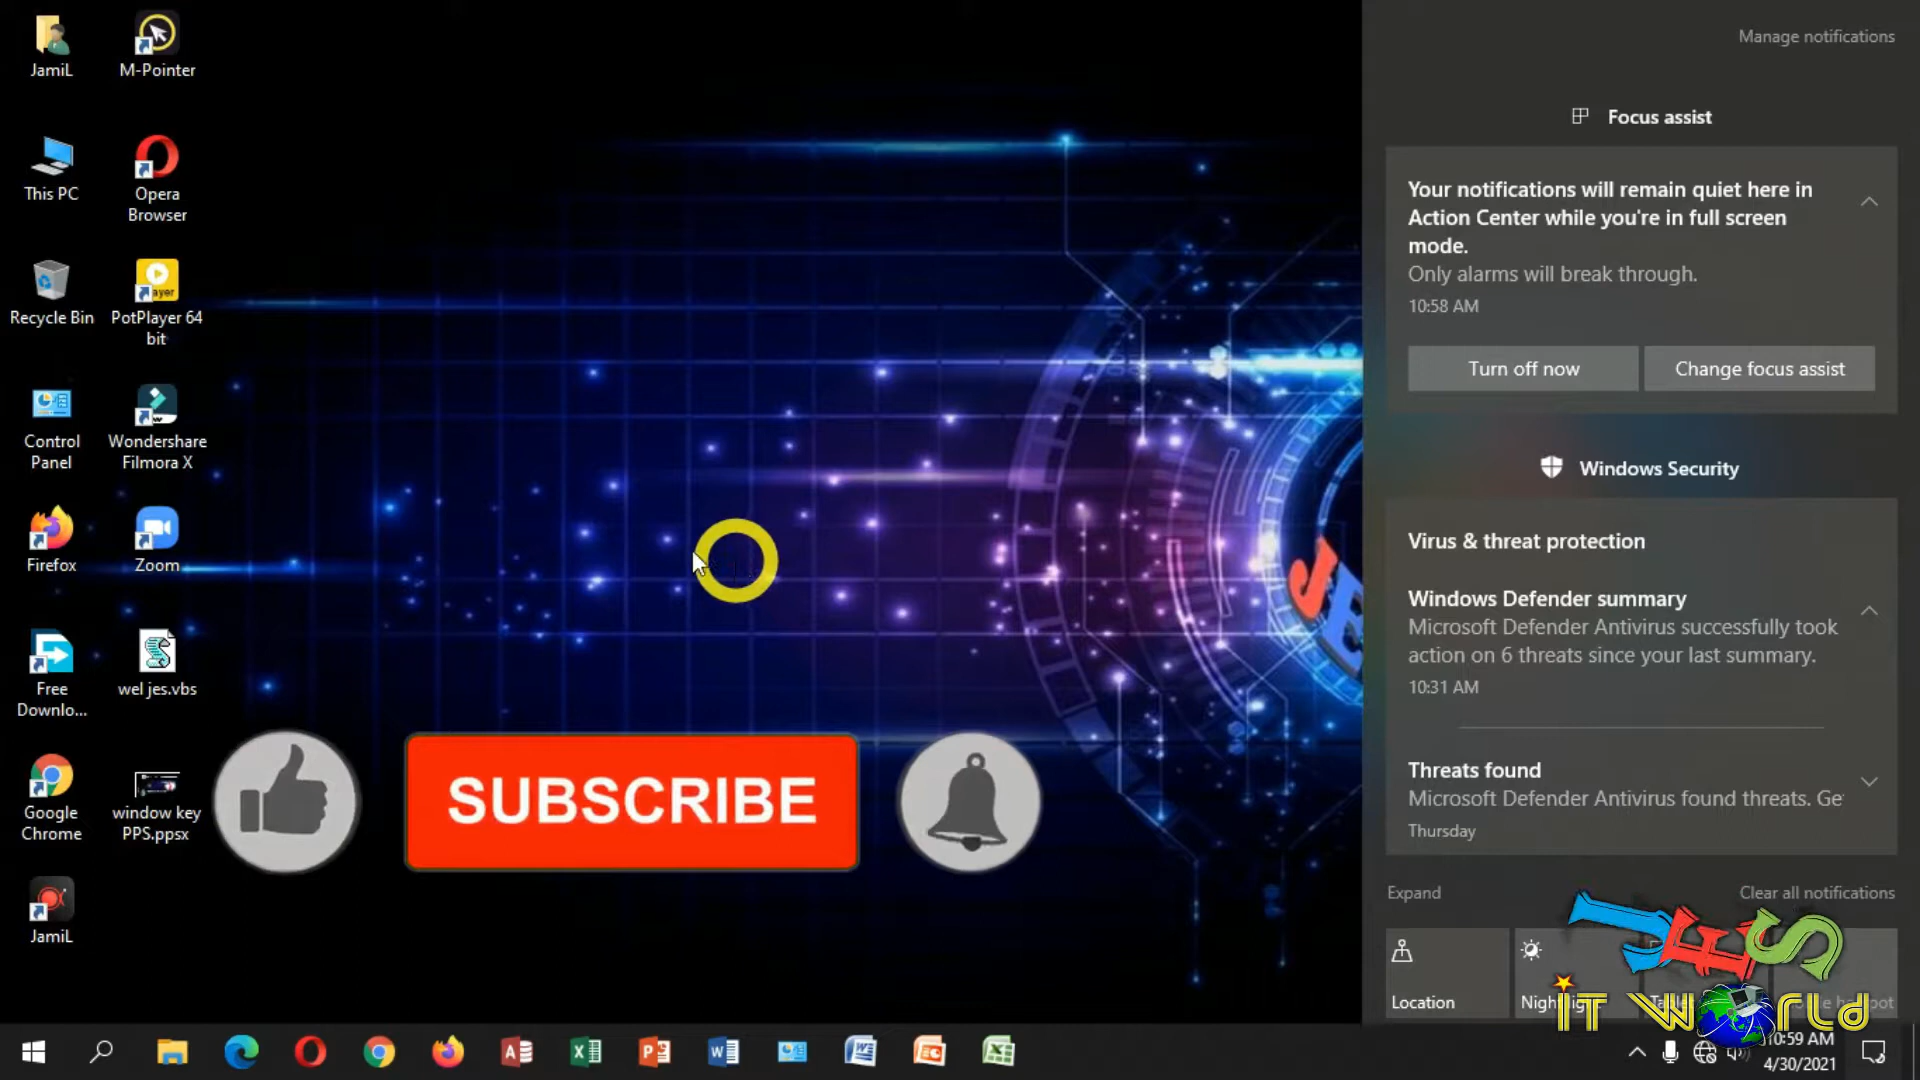 JamiL
M-Pointer
This PC
Opera
Browser
Recycle Bin
PotPlayer 64
bit
Control
Panel
Wondershare
Filmora X
Firefox
Zoom
Free
Downlo...
wel jes.vbs
Google
Chrome
window key
PPS.ppsx
JamiL
SUBSCRIBE
Manage notifications
Focus assist
Your notifications will remain quiet here in
Action Center while you're in full screen
mode.
Only alarms will break through.
10:58 AM
Turn off now
Change focus assist
Windows Security
Virus & threat protection
Windows Defender summary
Microsoft Defender Antivirus successfully took
action on 6 threats since your last summary.
10:31 AM
Threats found
Microsoft Defender Antivirus found threats. Ge
Thursday
Expand
Clear all notifications
Location
JES
IT WORld
10:59 AM
4/30/2021